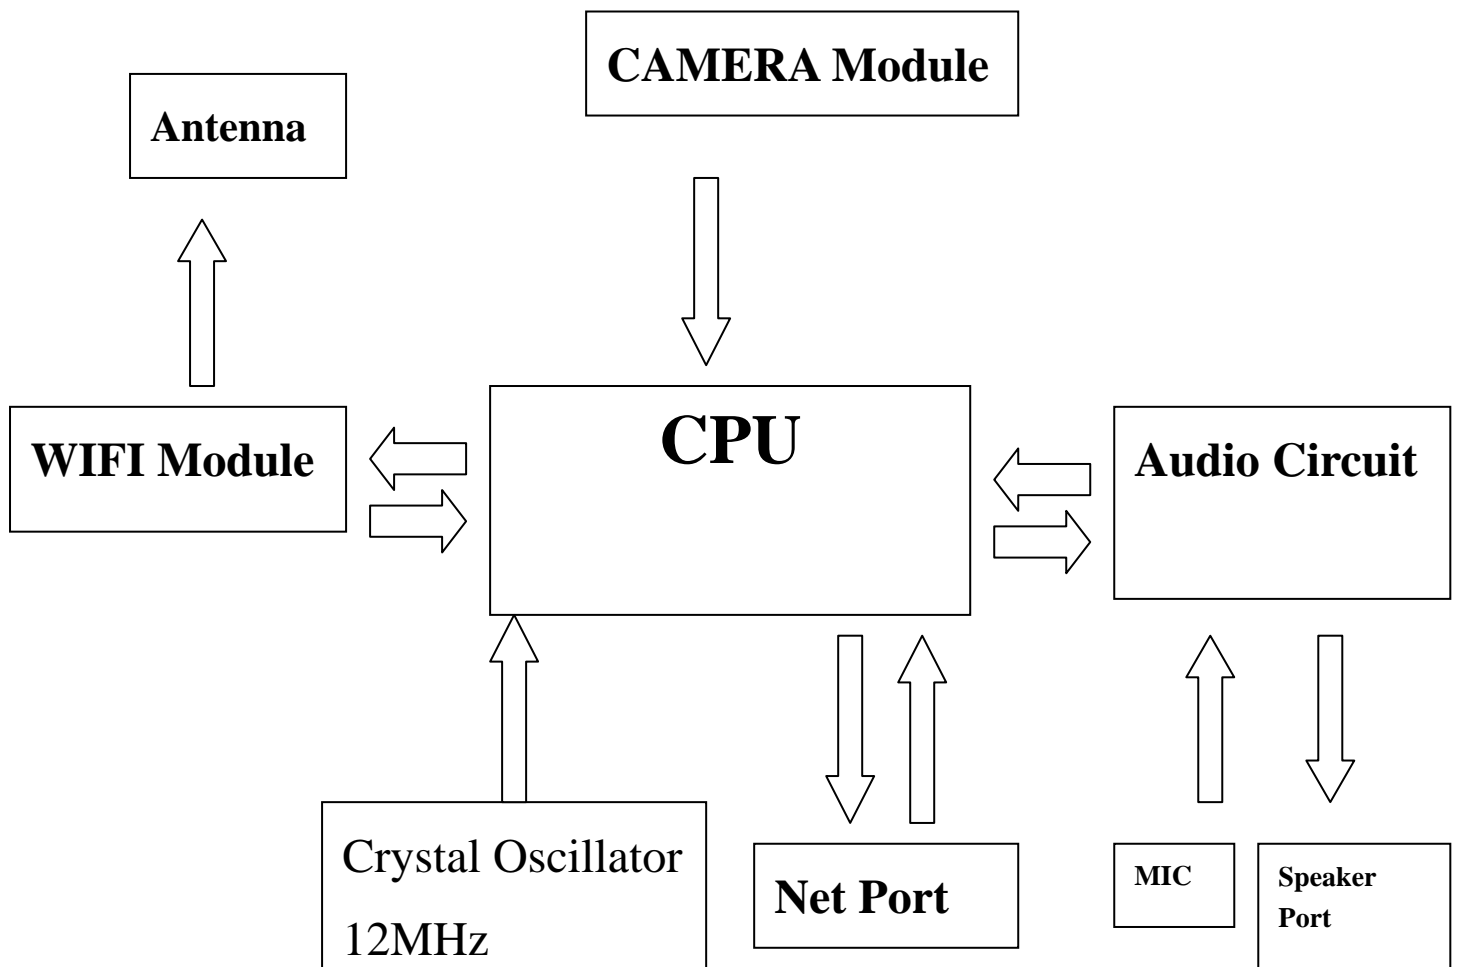 CAMERA Module
Antenna
WIFI Module
CPU
Audio Circuit
Crystal Oscillator
12MHz
Net Port
MIC
Speaker
Port